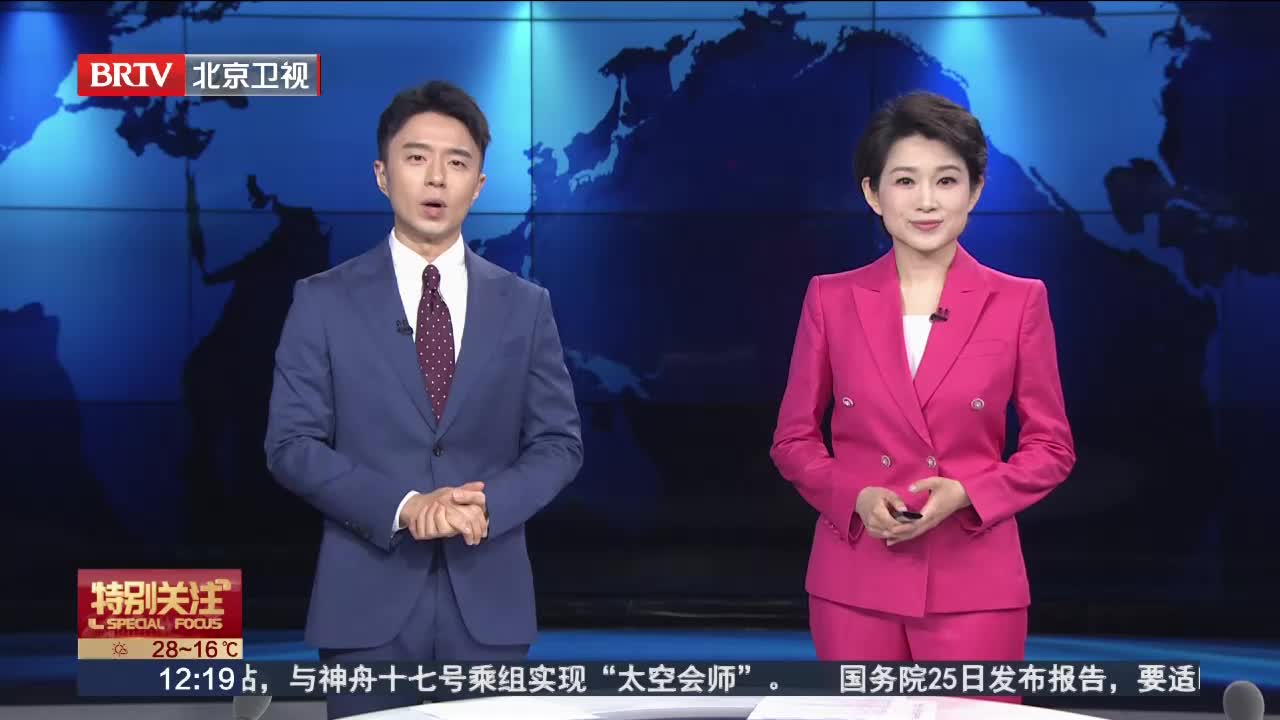 BRTV 北京卫视
特别关注
SPECIAL FOCUS
28~16℃
12:19
站，与神舟十七号乘组实现“太空会师”。 国务院25日发布报告，要适